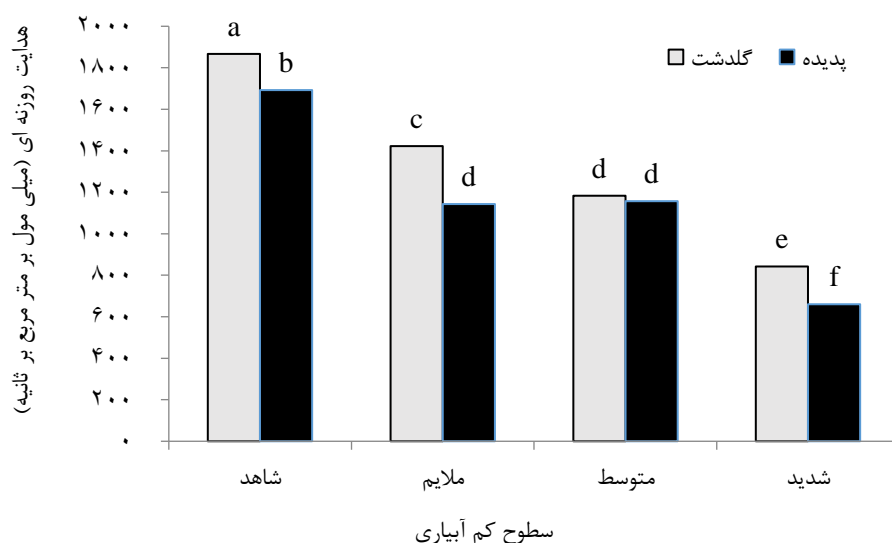 هدایت روزنه ای (میلی مول بر متر مربع بر ثانیه)
۲۰۰۰
۱۸۰۰
۱۶۰۰
۱۴۰۰
۱۲۰۰
۱۰۰۰
۸۰۰
۶۰۰
۴۰۰
۲۰۰
۰
گلدشت پدیده
a
b
c
d
d
d
e
f
شاهد ملایم متوسط شدید
سطوح کم آبیاری